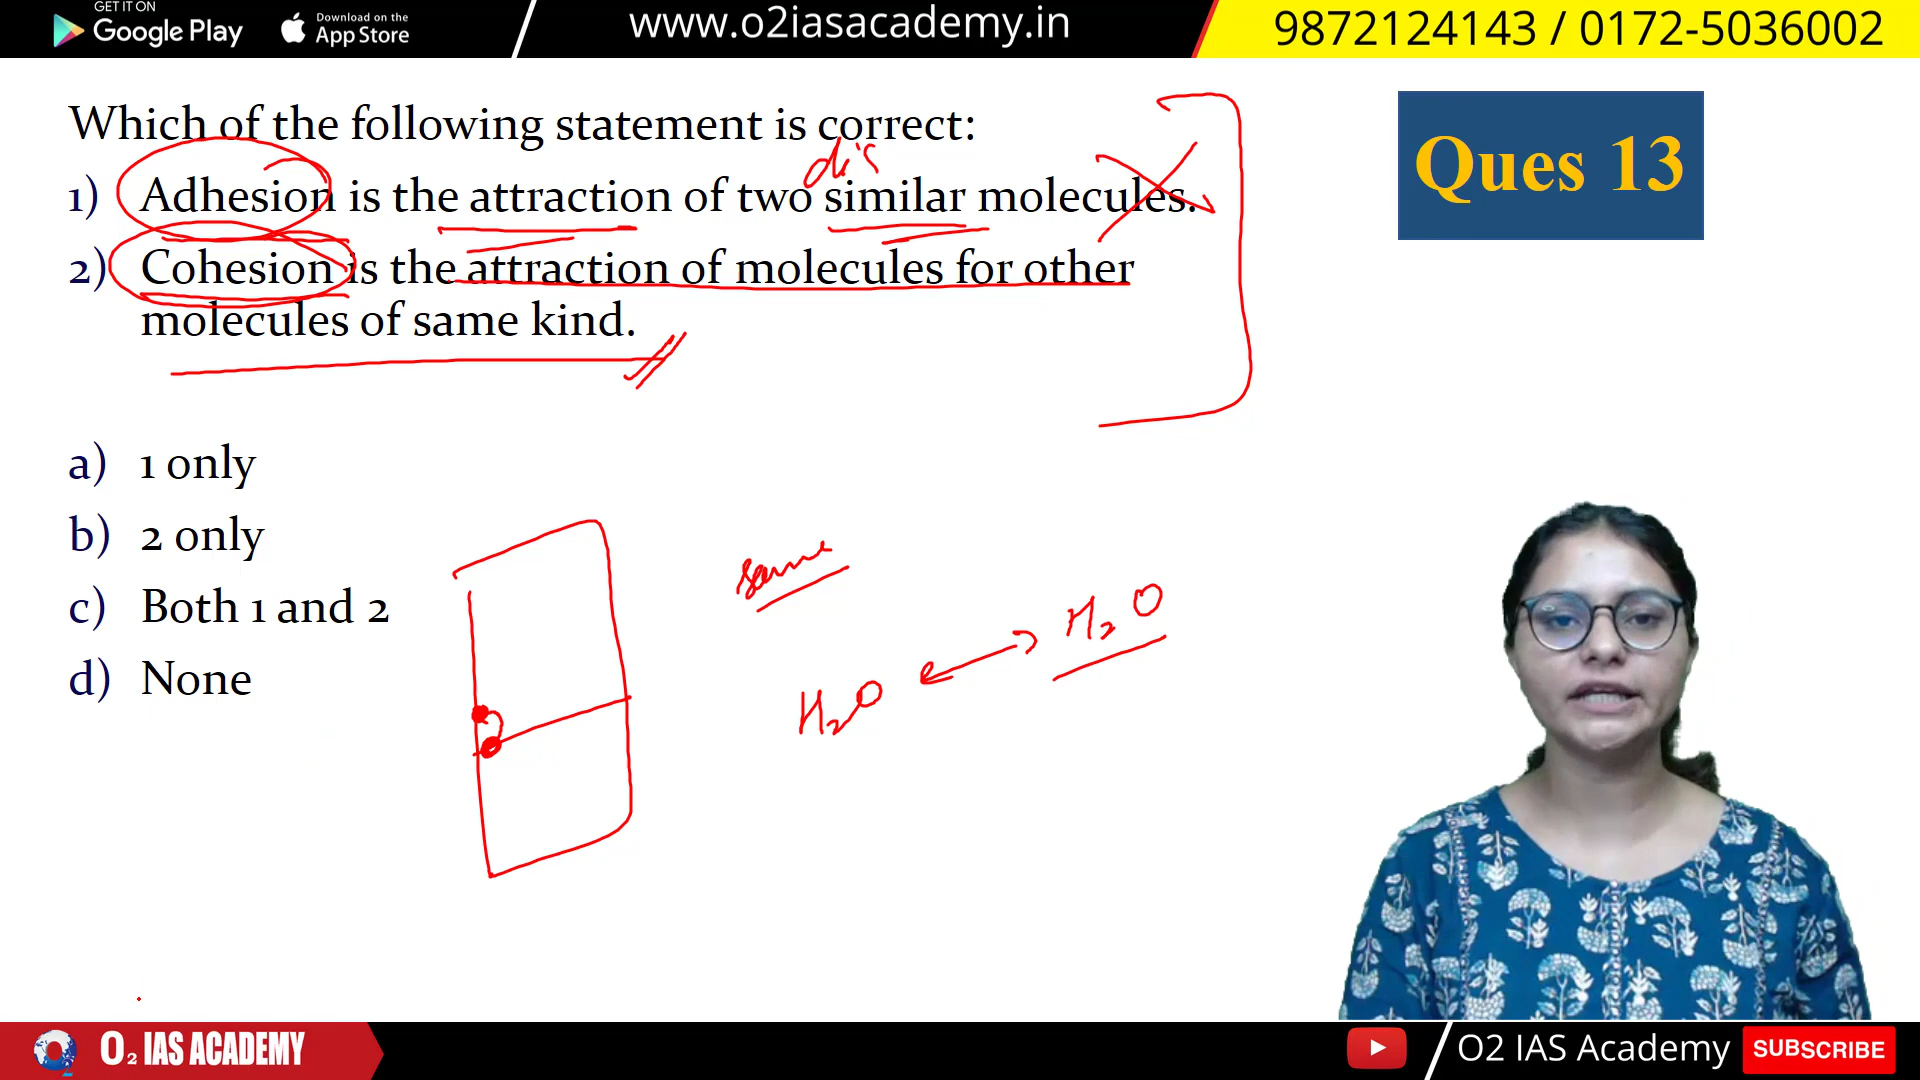 GET IT ON
Google Play
Download on the
App Store
www.o2iasacademy.in
9872124143 / 0172-5036002
Which of the following statement is correct:
Ques 13
dis
1) Adhesion is the attraction of two similar molecules.
2) Cohesion is the attraction of molecules for other
molecules of same kind.
a) 1 only
b) 2 only
c) Both 1 and 2
d) None
same
H₂O
H₂O
O₂ IAS ACADEMY
O2 IAS Academy
SUBSCRIBE